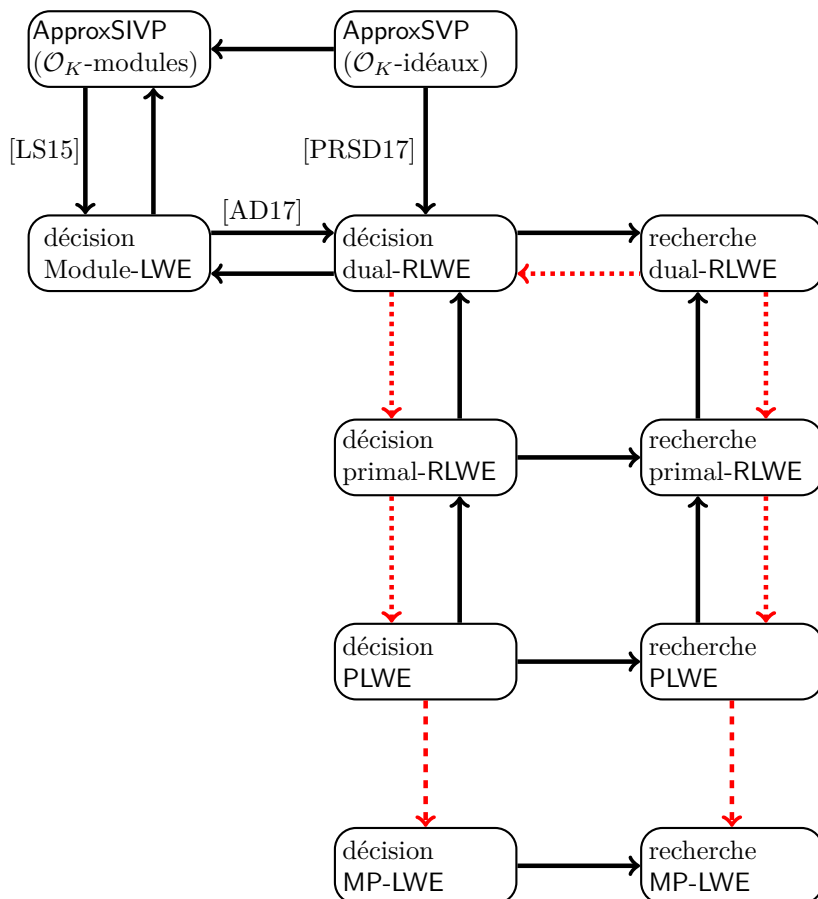 ApproxSIVP
(𝒪_K-modules)
ApproxSVP
(𝒪_K-idéaux)
[LS15]
[PRSD17]
[AD17]
décision
Module-LWE
décision
dual-RLWE
recherche
dual-RLWE
décision
primal-RLWE
recherche
primal-RLWE
décision
PLWE
recherche
PLWE
décision
MP-LWE
recherche
MP-LWE